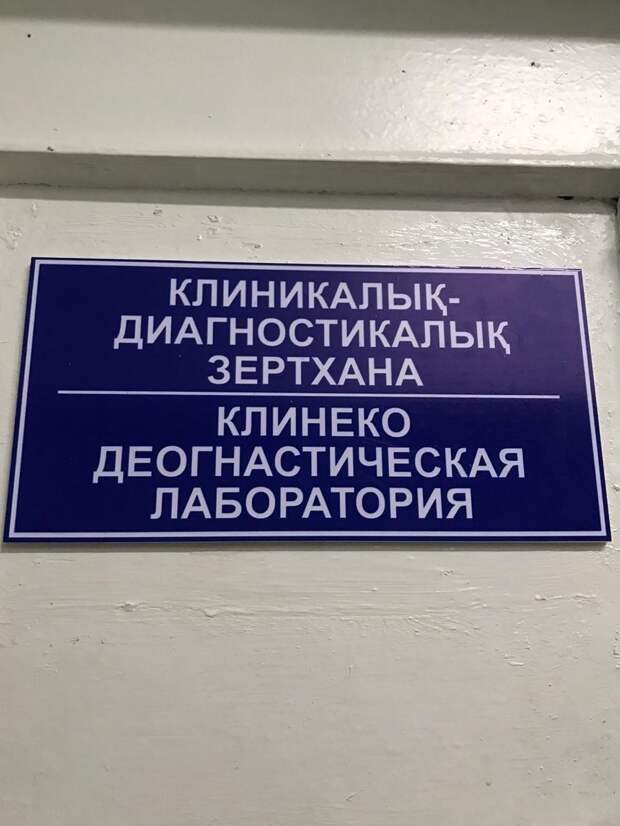 КЛИНИКАЛЫҚ-
ДИАГНОСТИКАЛЫҚ
ЗЕРТХАНА
КЛИНЕКО
ДЕОГНАСТИЧЕСКАЯ
ЛАБОРАТОРИЯ